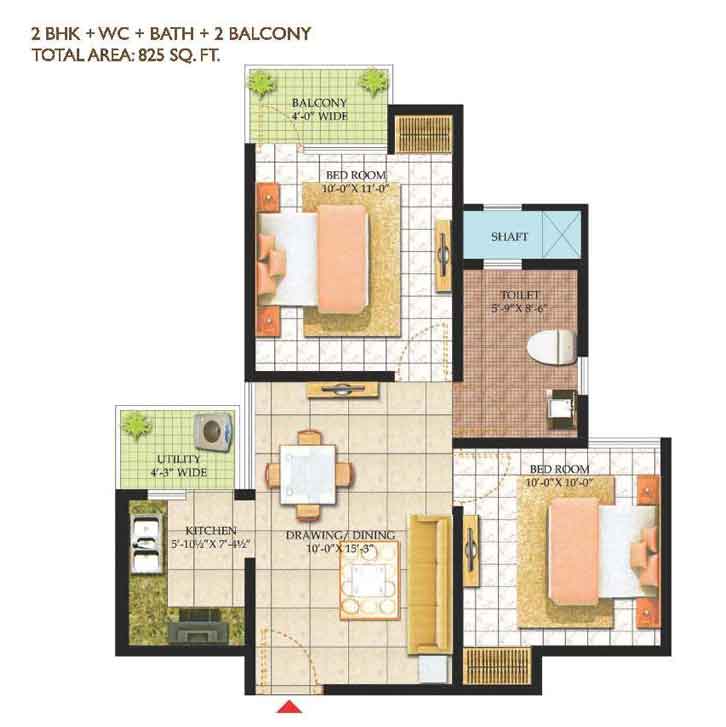 2 BHK + WC + BATH + 2 BALCONY
TOTAL AREA: 825 SQ. FT.
BALCONY
4'-0" WIDE
BED ROOM
10'-0"X 11'-0"
SHAFT
TOILET
5'-9"X 8'-6"
UTILITY
4'-3" WIDE
BED ROOM
10'-0"X 10'-0"
KITCHEN
5'-10½"X 7'-4½"
DRAWING/ DINING
10'-0"X 15'-3"